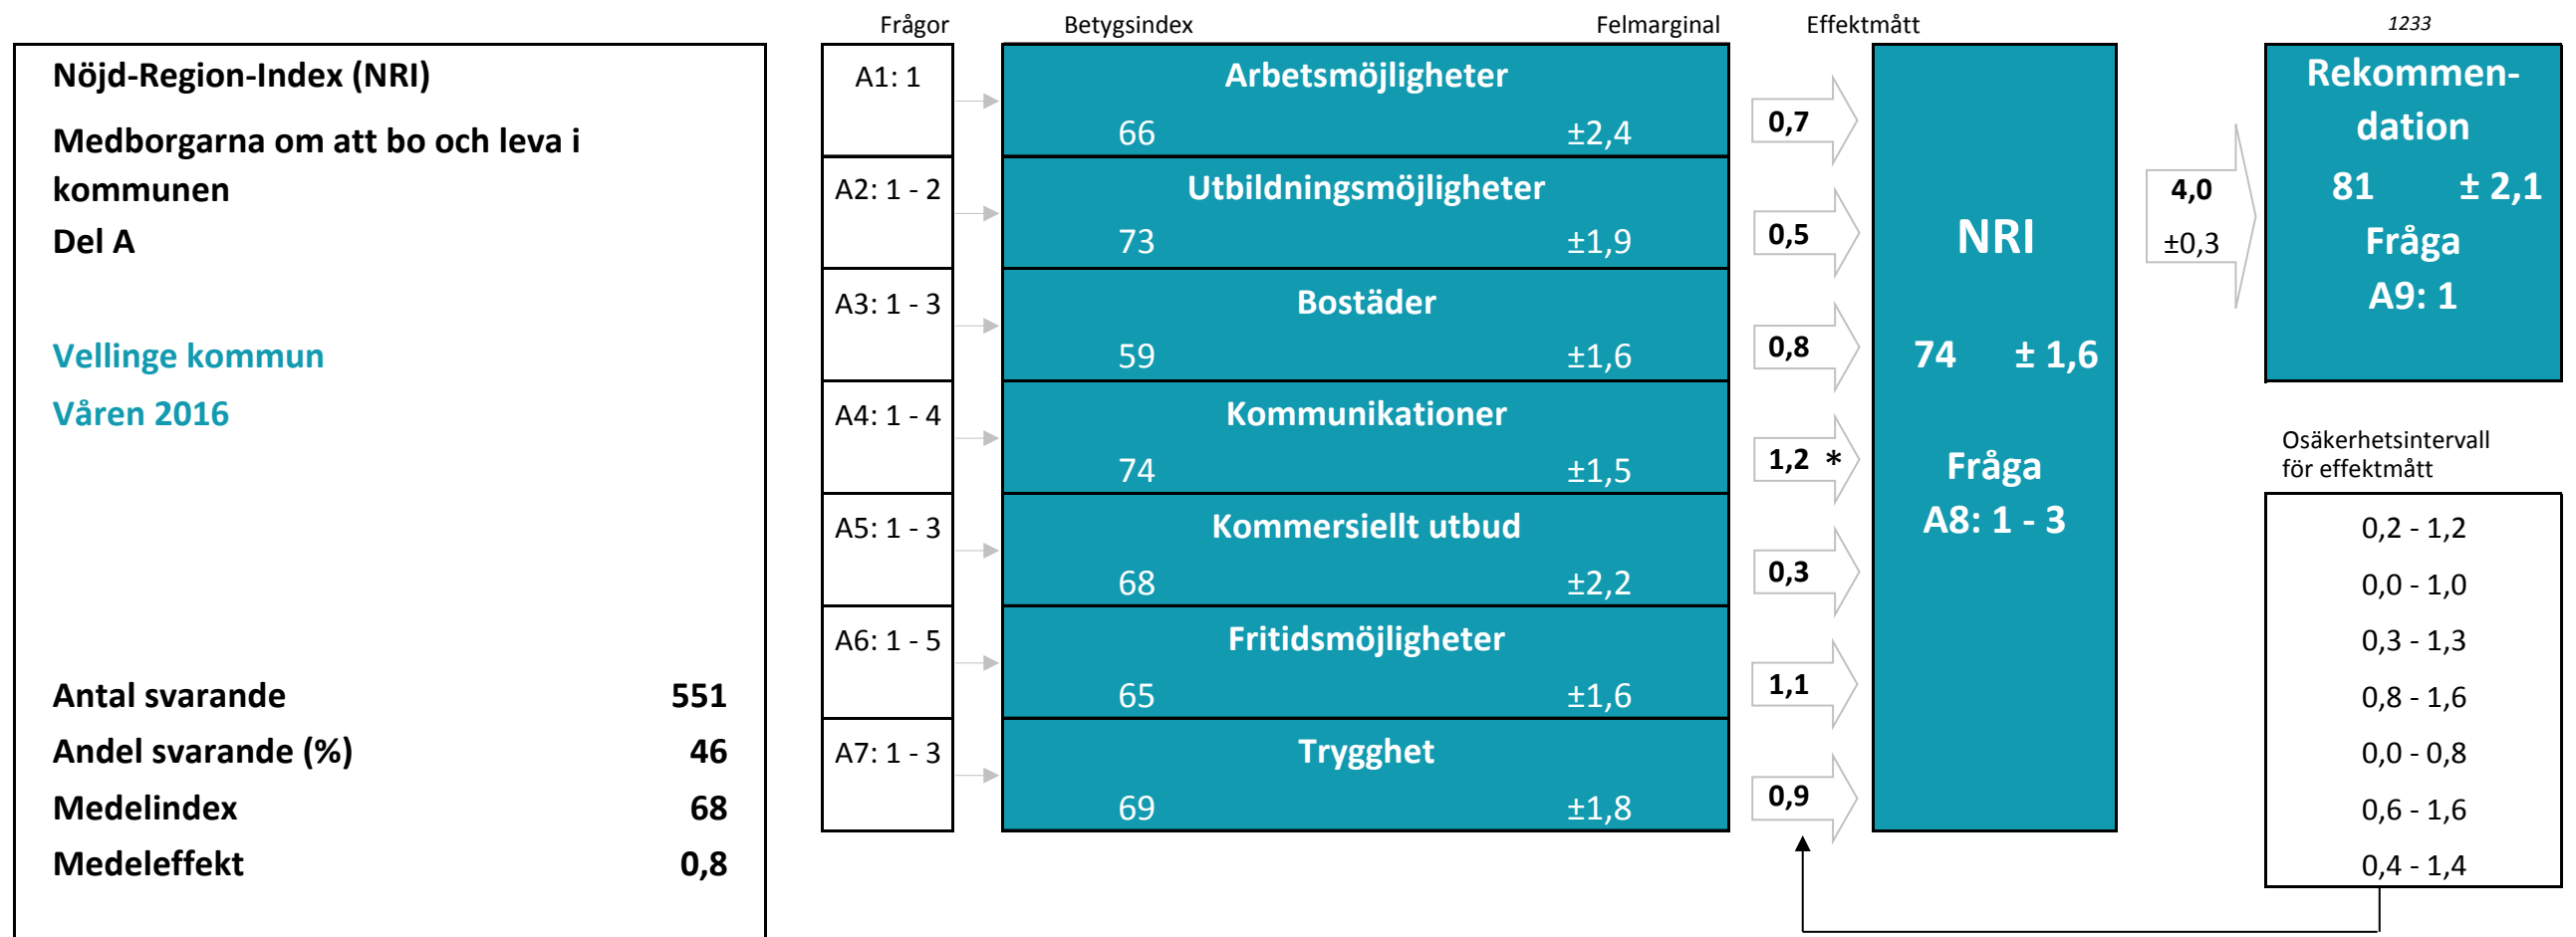 Frågor Betygsindex Felmarginal Effektmått 1233
Nöjd-Region-Index (NRI)
Medborgarna om att bo och leva i
kommunen
Del A
Vellinge kommun
Våren 2016
Antal svarande 551
Andel svarande (%) 46
Medelindex 68
Medeleffekt 0,8
A1: 1
Arbetsmöjligheter
66 ±2,4
0,7
A2: 1 - 2
Utbildningsmöjligheter
73 ±1,9
0,5
A3: 1 - 3
Bostäder
59 ±1,6
0,8
A4: 1 - 4
Kommunikationer
74 ±1,5
1,2 *
A5: 1 - 3
Kommersiellt utbud
68 ±2,2
0,3
A6: 1 - 5
Fritidsmöjligheter
65 ±1,6
1,1
A7: 1 - 3
Trygghet
69 ±1,8
0,9
NRI
74 ± 1,6
Fråga
A8: 1 - 3
4,0
±0,3
Rekommen-
dation
81 ± 2,1
Fråga
A9: 1
Osäkerhetsintervall
för effektmått
0,2 - 1,2
0,0 - 1,0
0,3 - 1,3
0,8 - 1,6
0,0 - 0,8
0,6 - 1,6
0,4 - 1,4